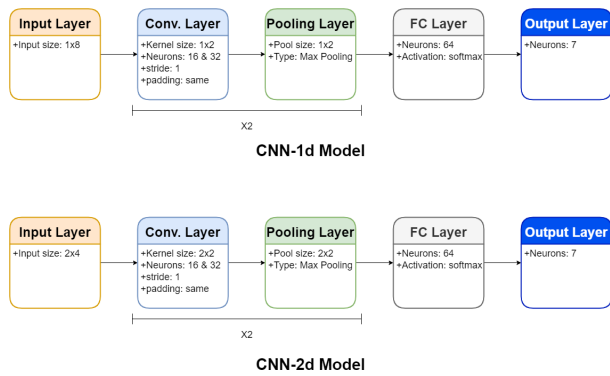 Input Layer
+Input size: 1x8
Conv. Layer
+Kernel size: 1x2
+Neurons: 16 & 32
+stride: 1
+padding: same
Pooling Layer
+Pool size: 1x2
+Type: Max Pooling
FC Layer
+Neurons: 64
+Activation: softmax
Output Layer
+Neurons: 7
X2
CNN-1d Model
Input Layer
+Input size: 2x4
Conv. Layer
+Kernel size: 2x2
+Neurons: 16 & 32
+stride: 1
+padding: same
Pooling Layer
+Pool size: 2x2
+Type: Max Pooling
FC Layer
+Neurons: 64
+Activation: softmax
Output Layer
+Neurons: 7
X2
CNN-2d Model